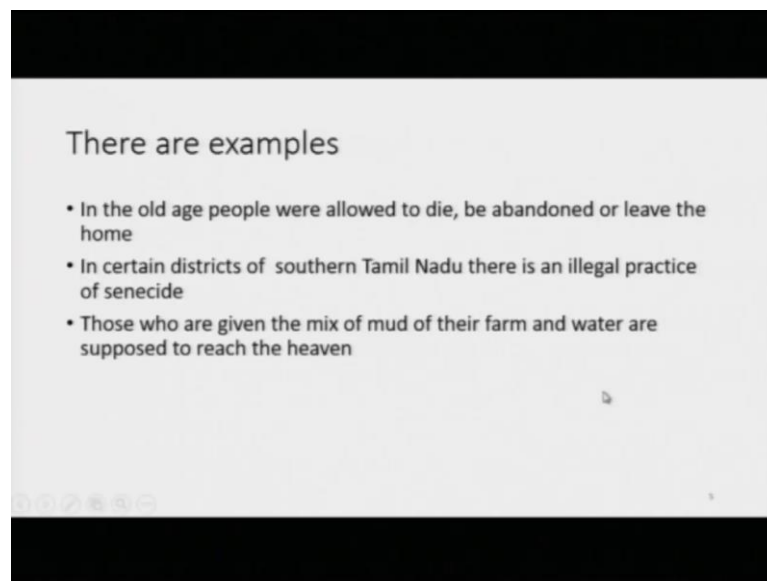 There are examples
• In the old age people were allowed to die, be abandoned or leave the
home
• In certain districts of southern Tamil Nadu there is an illegal practice
of senecide
• Those who are given the mix of mud of their farm and water are
supposed to reach the heaven